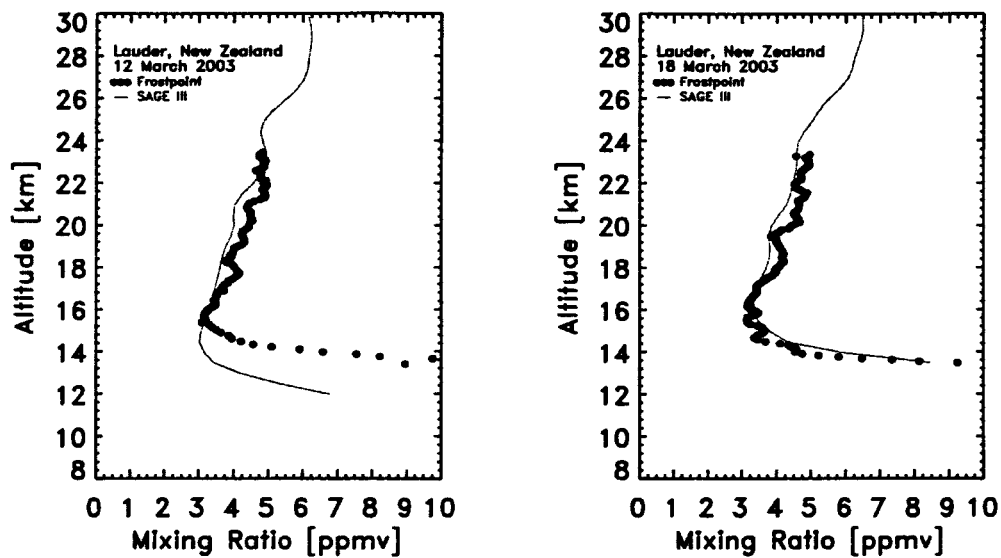 30
28
26
24
22
20
18
16
14
12
10
8
Altitude [km]
Lauder, New Zealand
12 March 2003
Frostpoint
SAGE III
0 1 2 3 4 5 6 7 8 9 10
Mixing Ratio [ppmv]
30
28
26
24
22
20
18
16
14
12
10
8
Altitude [km]
Lauder, New Zealand
18 March 2003
Frostpoint
SAGE III
0 1 2 3 4 5 6 7 8 9 10
Mixing Ratio [ppmv]